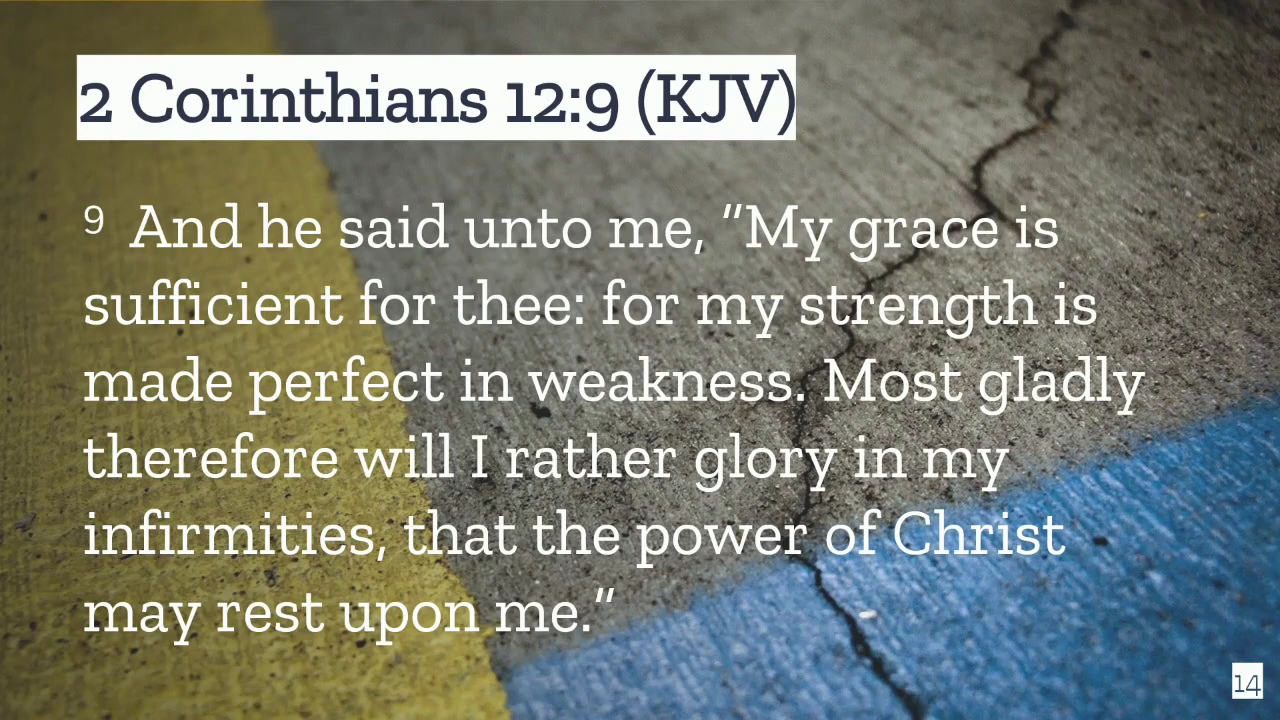 2 Corinthians 12:9 (KJV)
9 And he said unto me, "My grace is
sufficient for thee: for my strength is
made perfect in weakness. Most gladly
therefore will I rather glory in my
infirmities, that the power of Christ
may rest upon me."
14